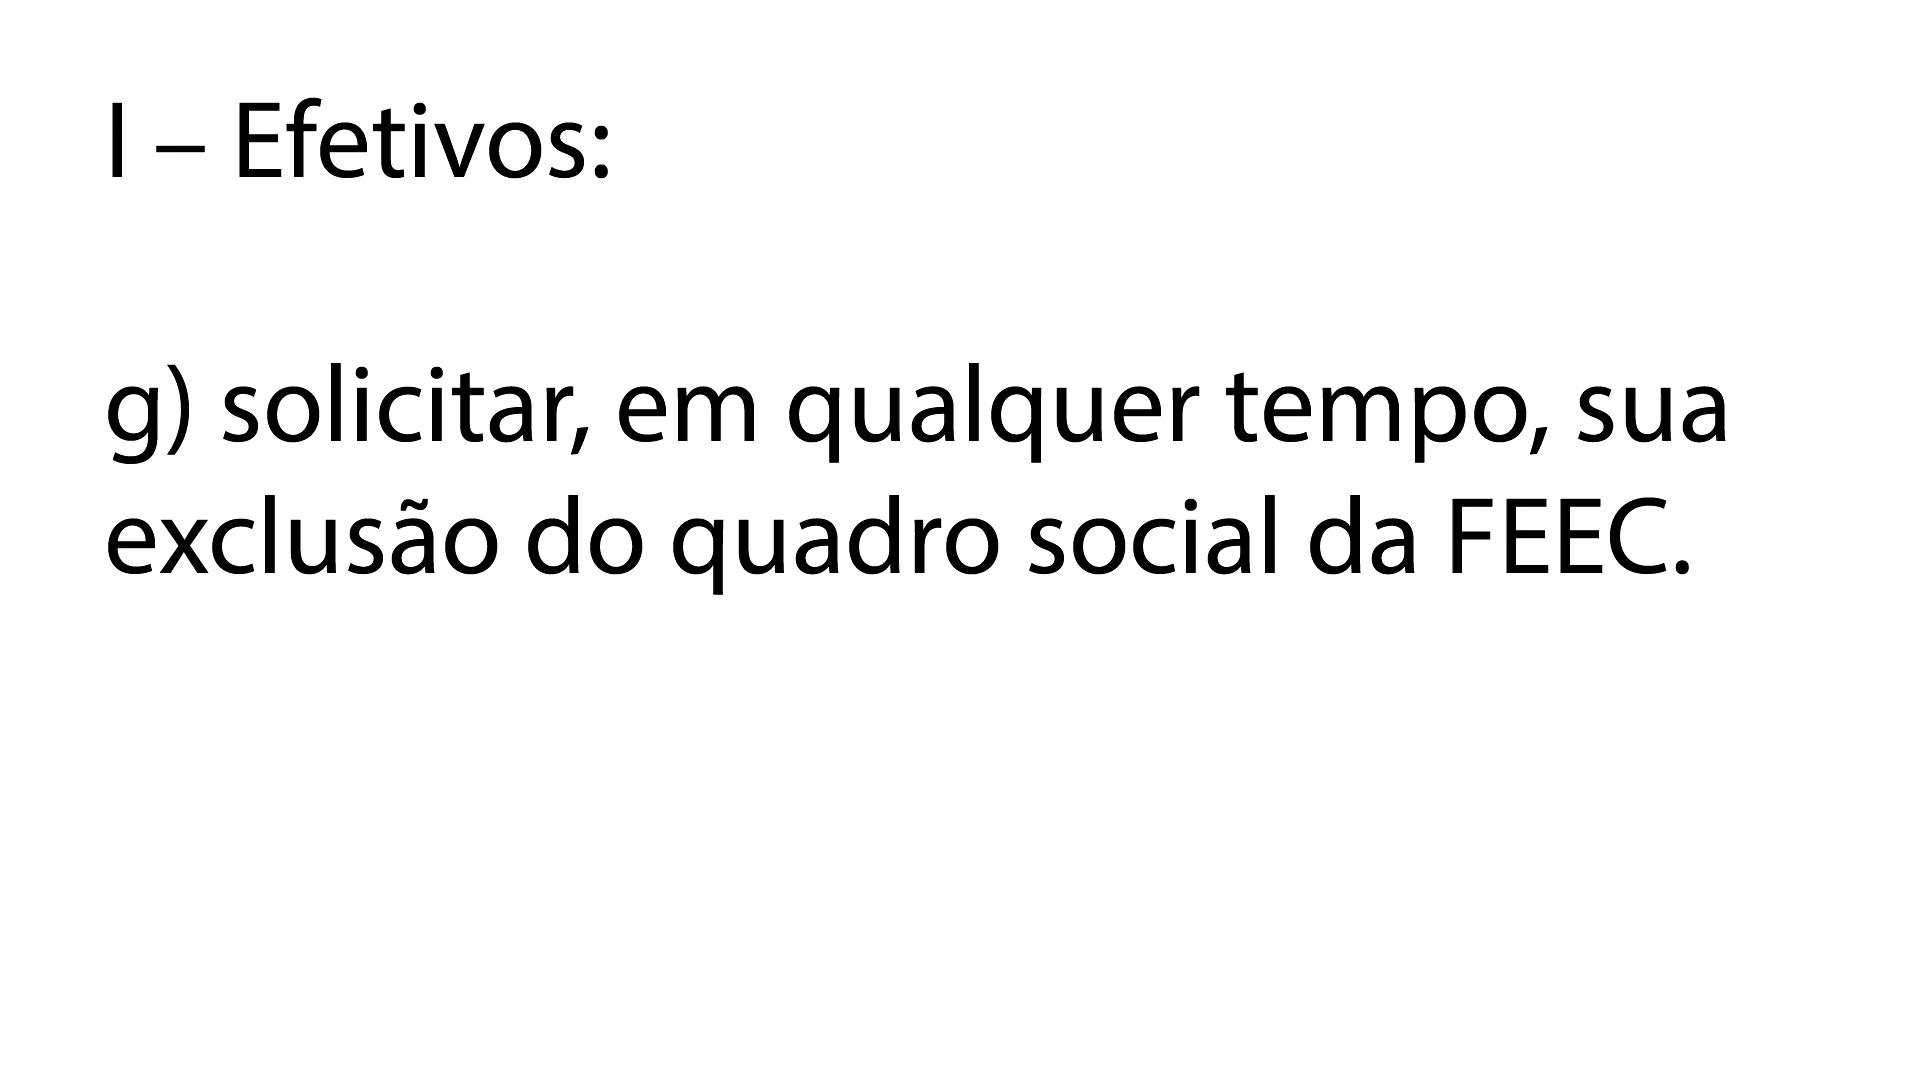 I – Efetivos:
g) solicitar, em qualquer tempo, sua
exclusão do quadro social da FEEC.